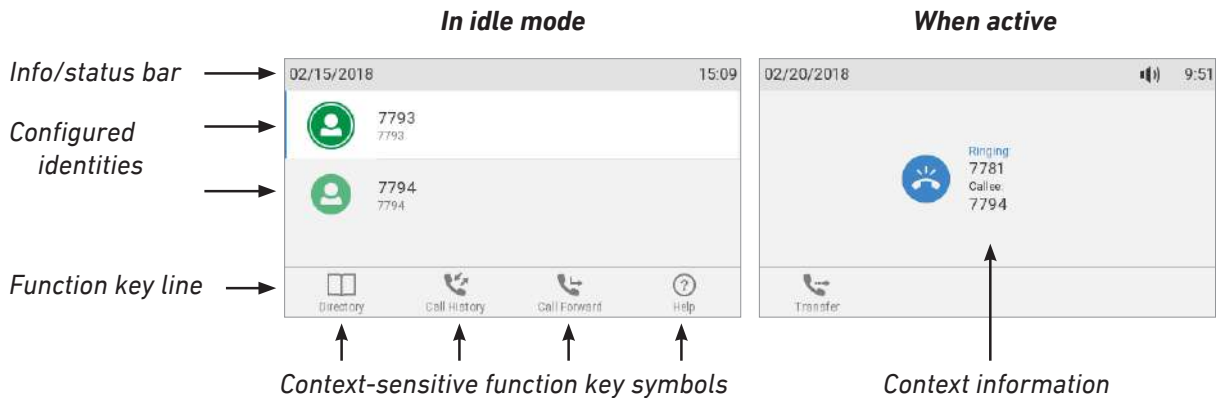 In idle mode
When active
Info/status bar
02/15/2018 15:09
02/20/2018 9:51
Configured
identities
7793
7793
7794
7794
Ringing:
7781
Callee:
7794
Function key line
Directory Call History Call Forward Help
Transfer
Context-sensitive function key symbols
Context information